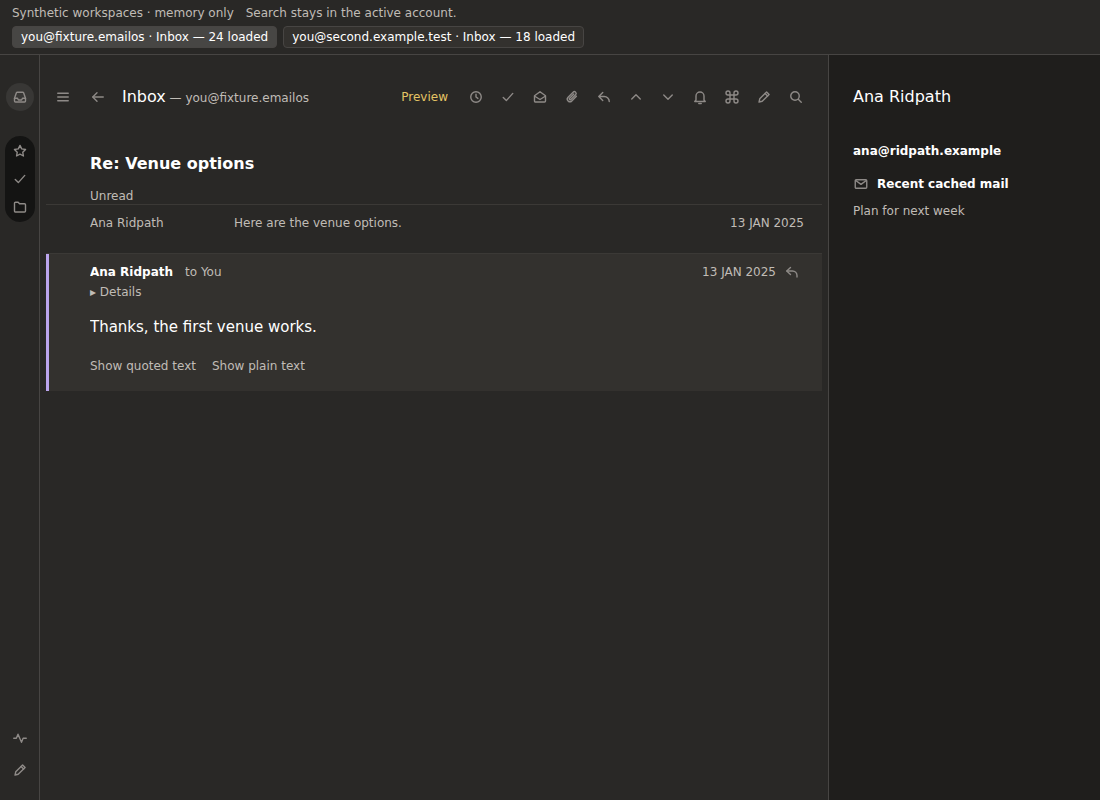 Synthetic workspaces · memory only Search stays in the active account.
you@fixture.emailos · Inbox — 24 loaded you@second.example.test · Inbox — 18 loaded
Inbox — you@fixture.emailos Preview
Re: Venue options
Unread
Ana Ridpath Here are the venue options. 13 JAN 2025
Ana Ridpath to You 13 JAN 2025
▸ Details
Thanks, the first venue works.
Show quoted text Show plain text
Ana Ridpath
ana@ridpath.example
Recent cached mail
Plan for next week